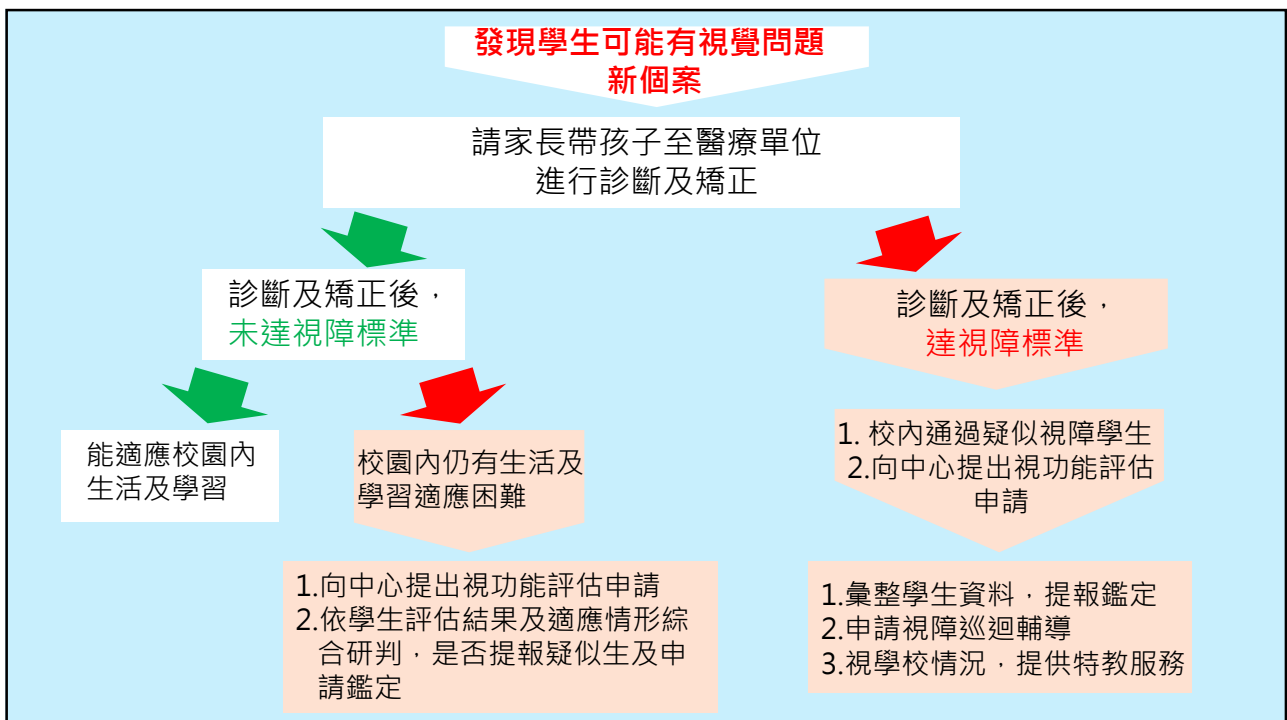 發現學生可能有視覺問題
新個案
請家長帶孩子至醫療單位
進行診斷及矯正
診斷及矯正後，
未達視障標準
診斷及矯正後，
達視障標準
能適應校園內
生活及學習
校園內仍有生活及
學習適應困難
1. 校內通過疑似視障學生
2.向中心提出視功能評估
申請
1.向中心提出視功能評估申請
2.依學生評估結果及適應情形綜
合研判，是否提報疑似生及申
請鑑定
1.彙整學生資料，提報鑑定
2.申請視障巡迴輔導
3.視學校情況，提供特教服務